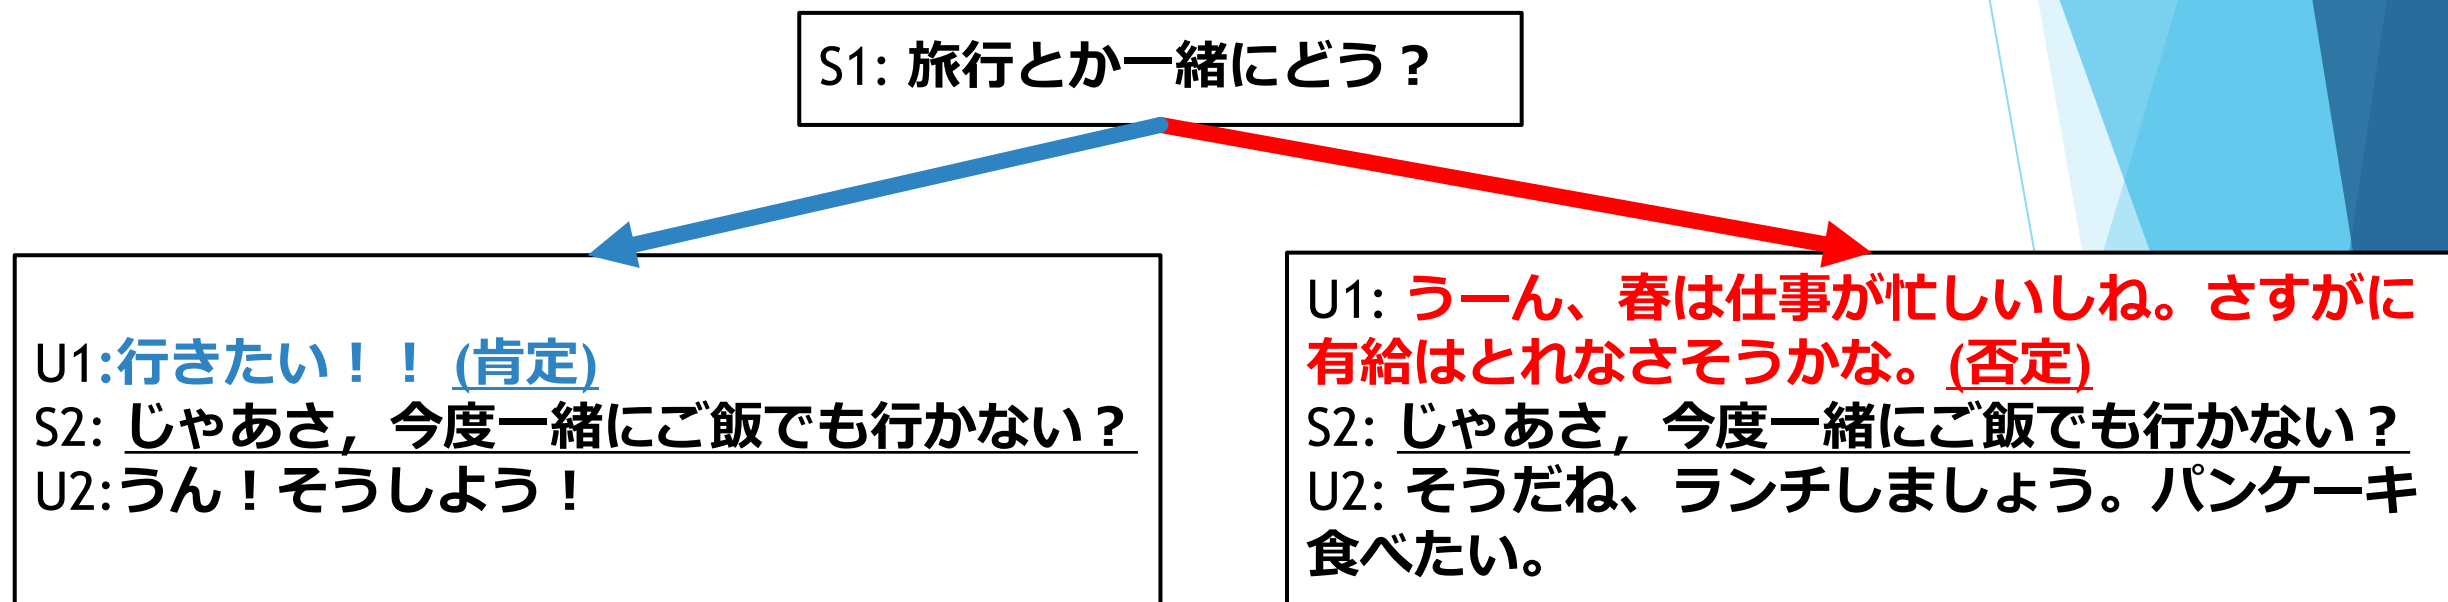 S1: 旅行とか一緒にどう？
U1:行きたい！！ (肯定)
S2: じゃあさ，今度一緒にご飯でも行かない？
U2:うん！そうしよう！
U1: うーん、春は仕事が忙しいしね。さすがに
有給はとれなさそうかな。(否定)
S2: じゃあさ，今度一緒にご飯でも行かない？
U2: そうだね、ランチしましょう。パンケーキ
食べたい。